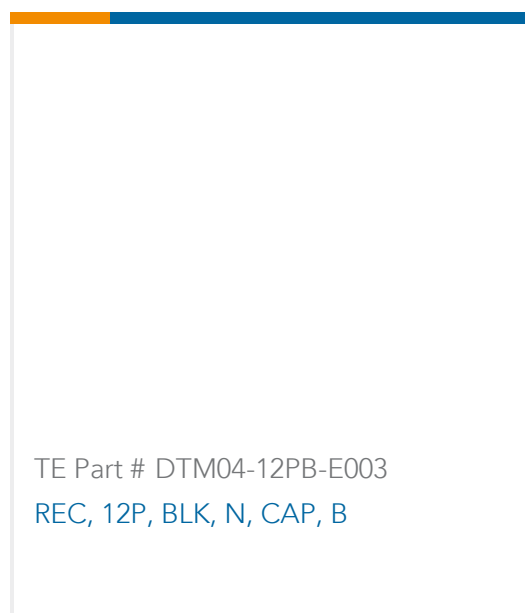 TE Part # DTM04-12PB-E003
REC, 12P, BLK, N, CAP, B